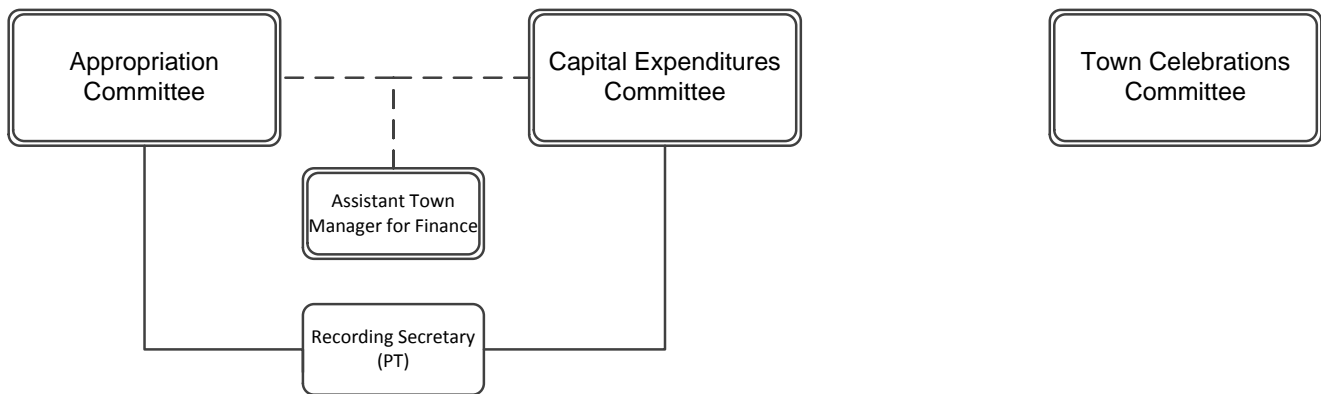 Appropriation
Committee
Capital Expenditures
Committee
Town Celebrations
Committee
Assistant Town
Manager for Finance
Recording Secretary
(PT)